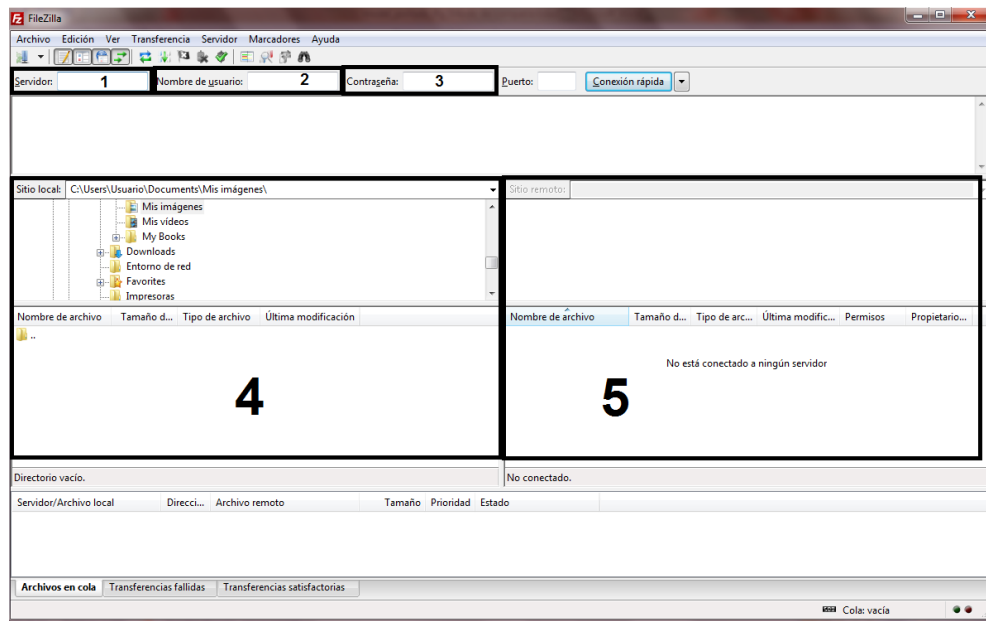 FileZilla
Archivo Edición Ver Transferencia Servidor Marcadores Ayuda
Servidor: 1 Nombre de usuario: 2 Contraseña: 3 Puerto: Conexión rápida
Sitio local: C:\Users\Usuario\Documents\Mis imágenes\ Sitio remoto:
Mis imágenes
Mis vídeos
My Books
Downloads
Entorno de red
Favorites
Impresoras
Nombre de archivo Tamaño d... Tipo de archivo Última modificación
..
4
Nombre de archivo Tamaño d... Tipo de arc... Última modific... Permisos Propietario...
No está conectado a ningún servidor
5
Directorio vacío. No conectado.
Servidor/Archivo local Direcci... Archivo remoto Tamaño Prioridad Estado
Archivos en cola Transferencias fallidas Transferencias satisfactorias
Cola: vacía